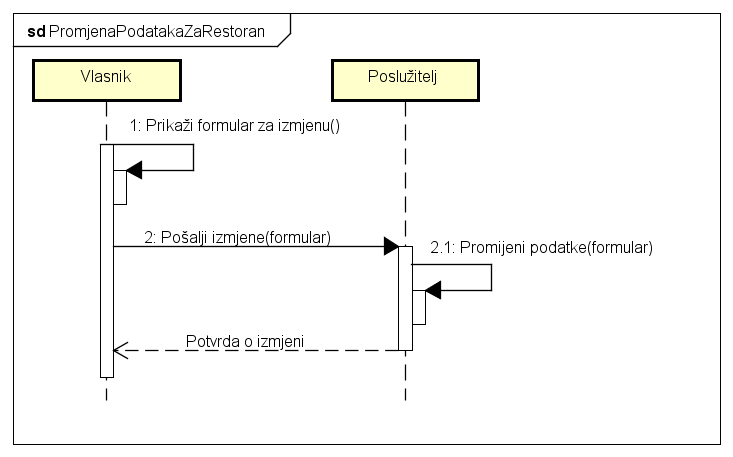 sd PromjenaPodatakaZaRestoran
Vlasnik
Poslužitelj
1: Prikaži formular za izmjenu()
2: Pošalji izmjene(formular)
2.1: Promijeni podatke(formular)
Potvrda o izmjeni